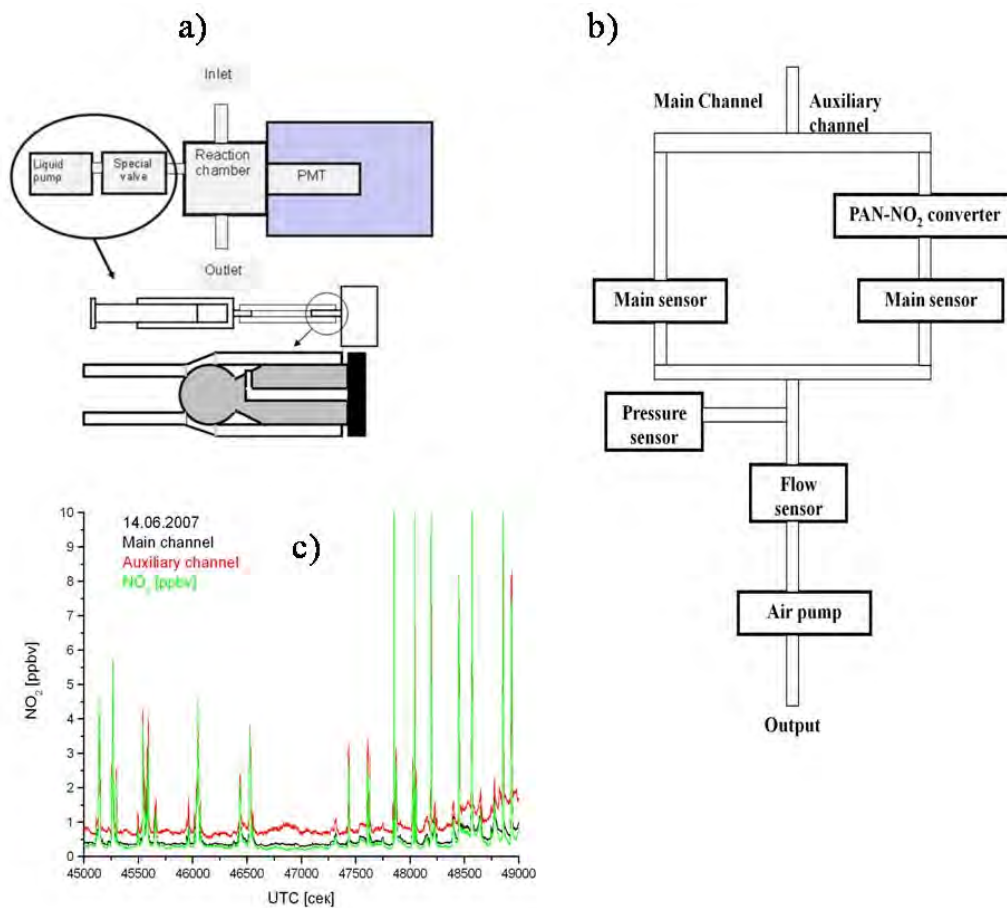 a)
Inlet
Liquid
pump
Special
valve
Reaction
chamber
PMT
Outlet
b)
Main Channel
Auxiliary
channel
PAN-NO₂ converter
Main sensor
Main sensor
Pressure
sensor
Flow
sensor
Air pump
Output
c)
14.06.2007
Main channel
Auxiliary channel
NO₂ [ppbv]
NO₂ [ppbv]
10
9
8
7
6
5
4
3
2
1
0
45000 45500 46000 46500 47000 47500 48000 48500 49000
UTC [сек]